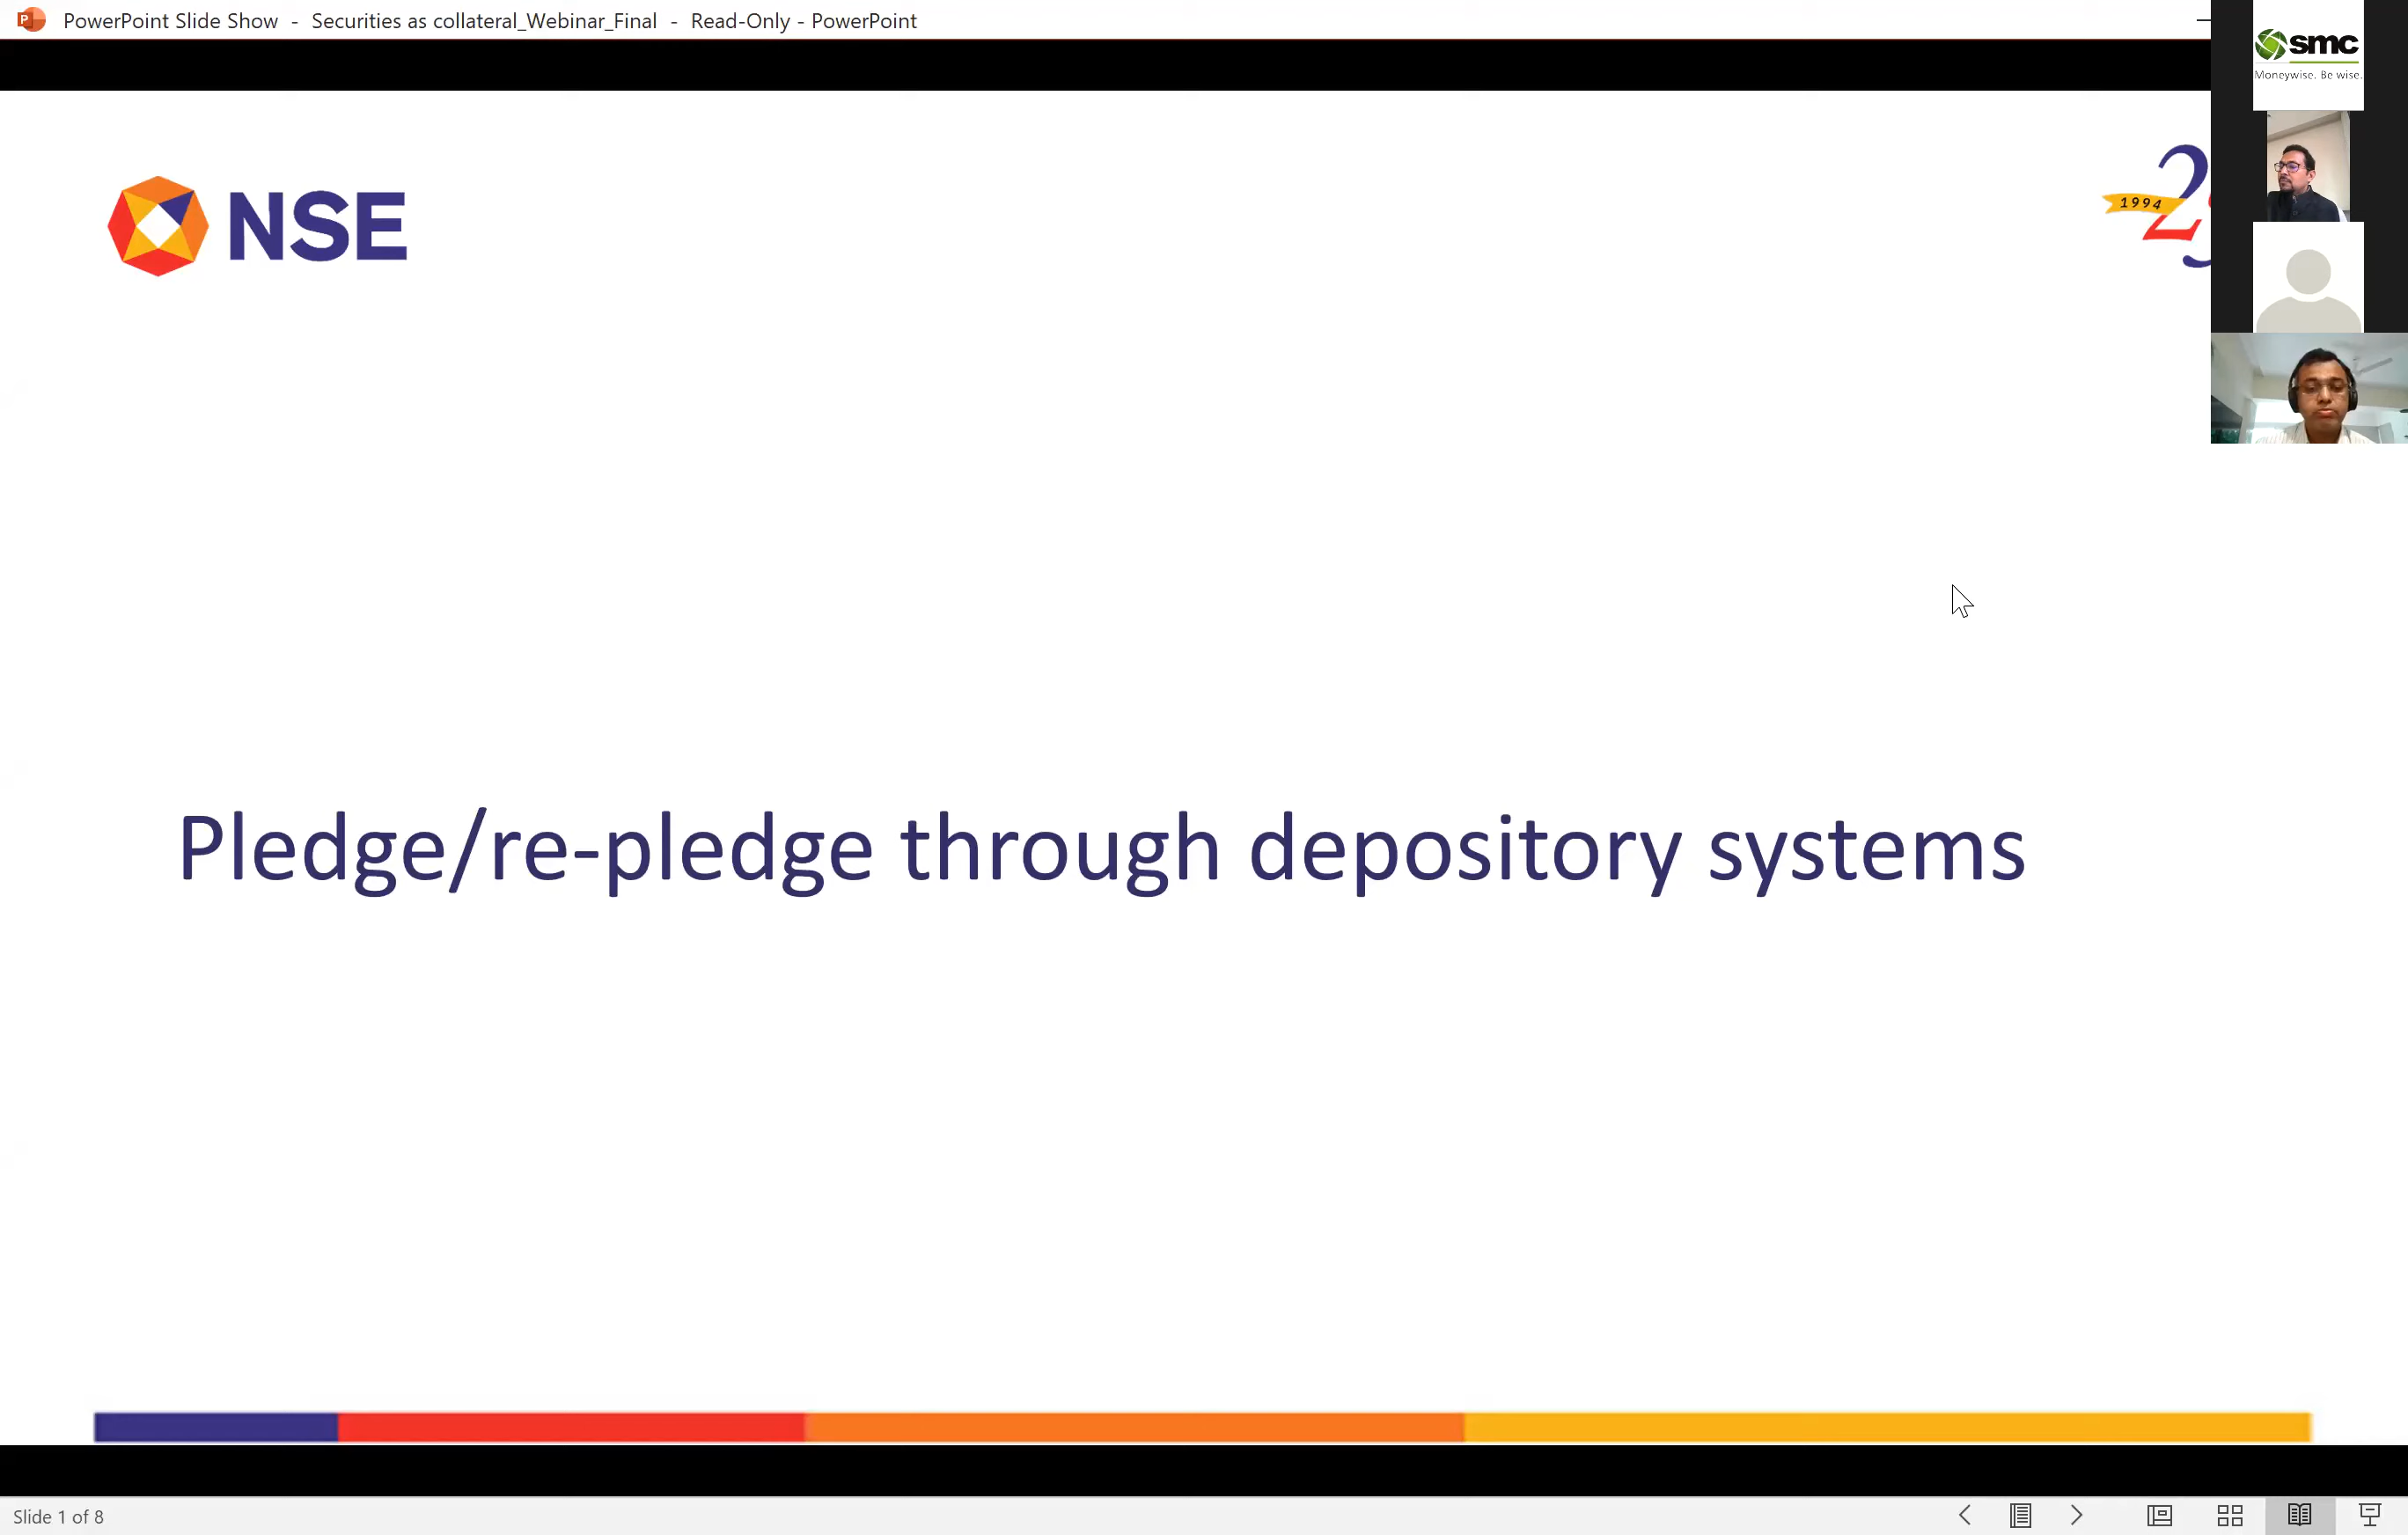 PowerPoint Slide Show - Securities as collateral_Webinar_Final - Read-Only - PowerPoint
smc
Moneywise. Be wise.
NSE
1994
2
Pledge/re-pledge through depository systems
Slide 1 of 8